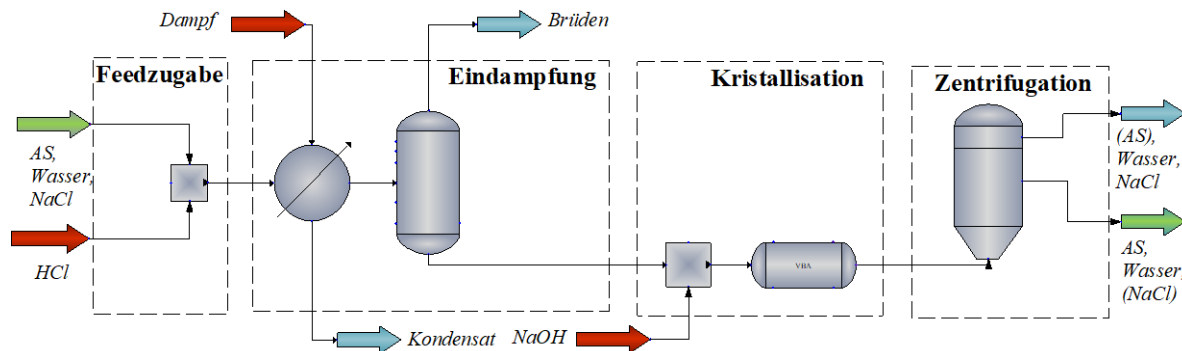 Dampf
Brüden
Feedzugabe
Eindampfung
Kristallisation
Zentrifugation
AS,
Wasser,
NaCl
HCl
(AS),
Wasser,
NaCl
AS,
Wasser,
(NaCl)
VBA
Kondensat
NaOH